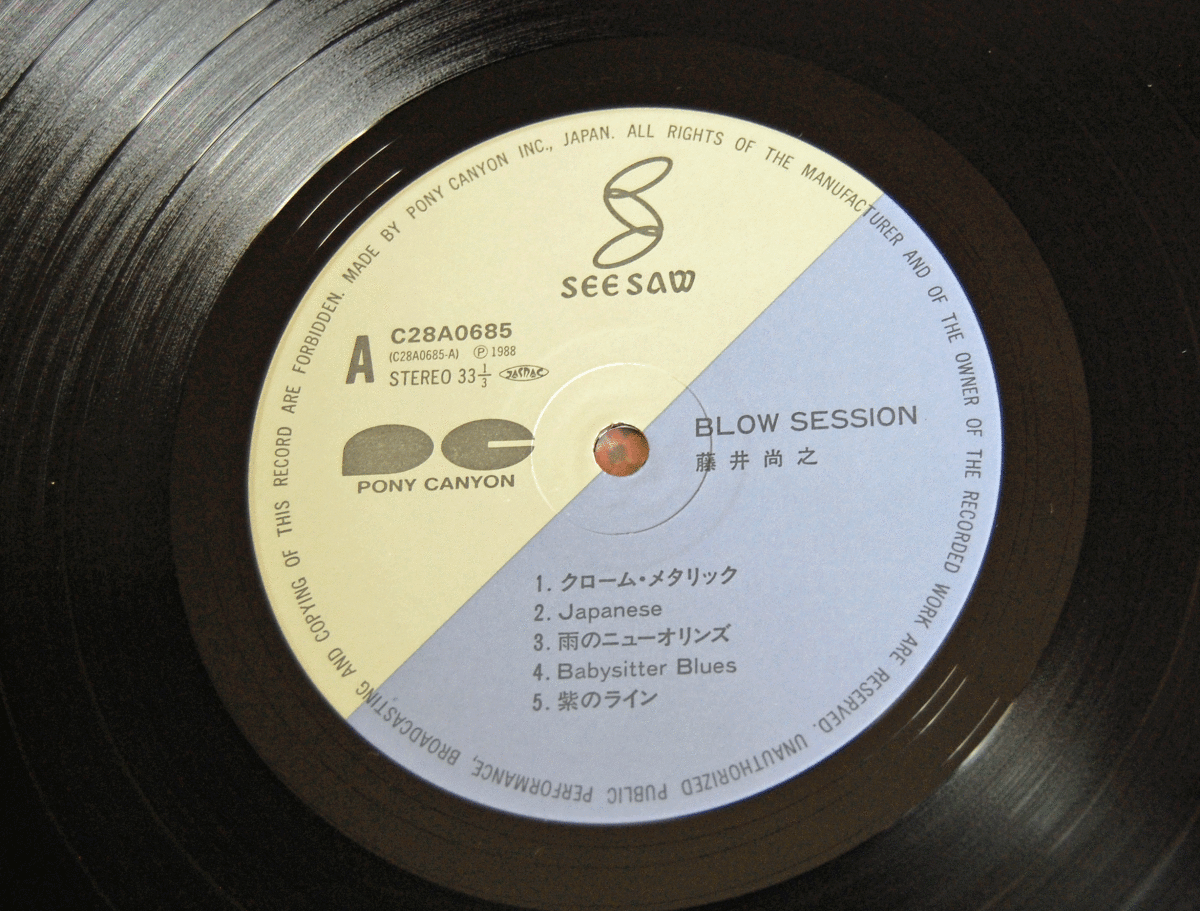 MADE BY PONY CANYON INC., JAPAN. ALL RIGHTS OF THE MANUFACTURER AND OF THE OWNER OF THE RECORDED WORK ARE RESERVED. UNAUTHORIZED PUBLIC PERFORMANCE, BROADCASTING AND COPYING OF THIS RECORD ARE FORBIDDEN.
SEESAW
A
C28A0685
(C28A0685-A) Ⓟ 1988
STEREO 33 1/3 JASRAC
PC
PONY CANYON
BLOW SESSION
藤井尚之
1. クローム・メタリック
2. Japanese
3. 雨のニューオリンズ
4. Babysitter Blues
5. 紫のライン